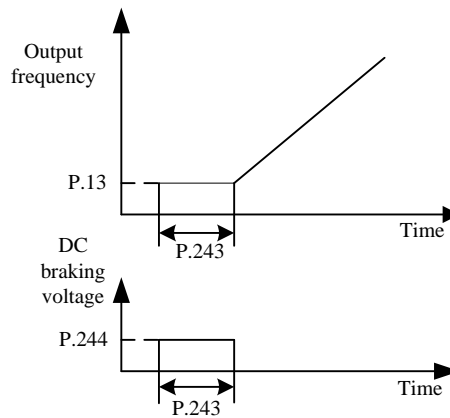 Output
frequency
P.13
Time
P.243
DC
braking
voltage
P.244
Time
P.243